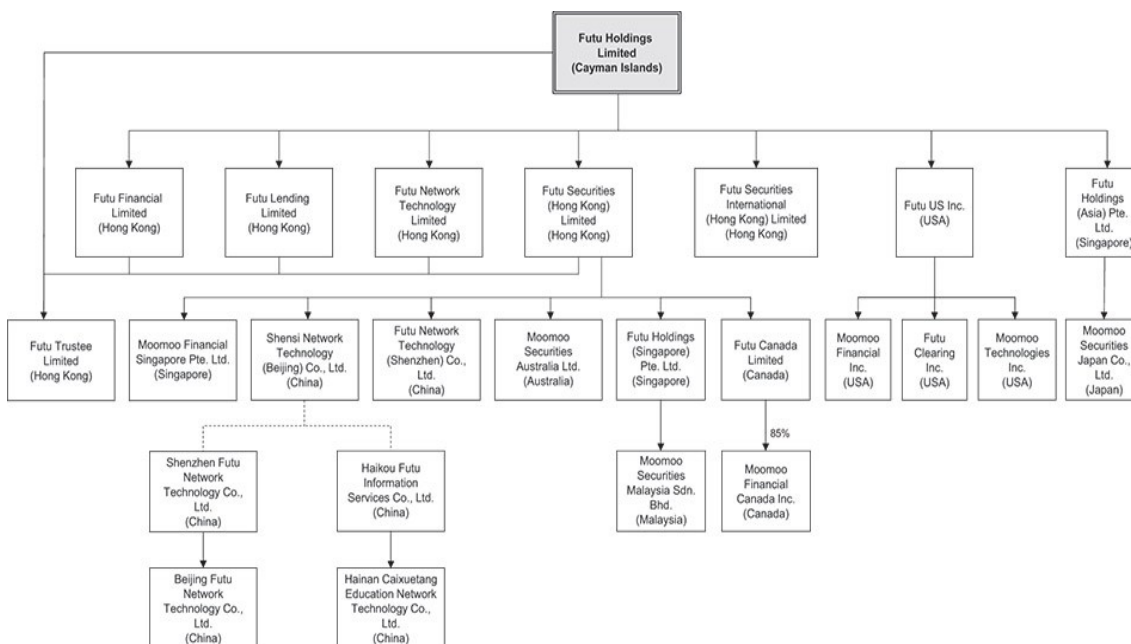 Futu Holdings
Limited
(Cayman Islands)
Futu Financial
Limited
(Hong Kong)
Futu Lending
Limited
(Hong Kong)
Futu Network
Technology
Limited
(Hong Kong)
Futu Securities
(Hong Kong)
Limited
(Hong Kong)
Futu Securities
International
(Hong Kong) Limited
(Hong Kong)
Futu US Inc.
(USA)
Futu
Holdings
(Asia) Pte.
Ltd.
(Singapore)
Futu Trustee
Limited
(Hong Kong)
Moomoo Financial
Singapore Pte. Ltd.
(Singapore)
Shensi Network
Technology
(Beijing) Co., Ltd.
(China)
Futu Network
Technology
(Shenzhen) Co.,
Ltd.
(China)
Moomoo
Securities
Australia Ltd.
(Australia)
Futu Holdings
(Singapore)
Pte. Ltd.
(Singapore)
Futu Canada
Limited
(Canada)
Moomoo
Financial
Inc.
(USA)
Futu
Clearing
Inc.
(USA)
Moomoo
Technologies
Inc.
(USA)
Moomoo
Securities
Japan Co.,
Ltd.
(Japan)
85%
Shenzhen Futu
Network
Technology Co.,
Ltd.
(China)
Haikou Futu
Information
Services Co., Ltd.
(China)
Moomoo
Securities
Malaysia Sdn.
Bhd.
(Malaysia)
Moomoo
Financial
Canada Inc.
(Canada)
Beijing Futu
Network
Technology Co.,
Ltd.
(China)
Hainan Caixuetang
Education Network
Technology Co.,
Ltd.
(China)